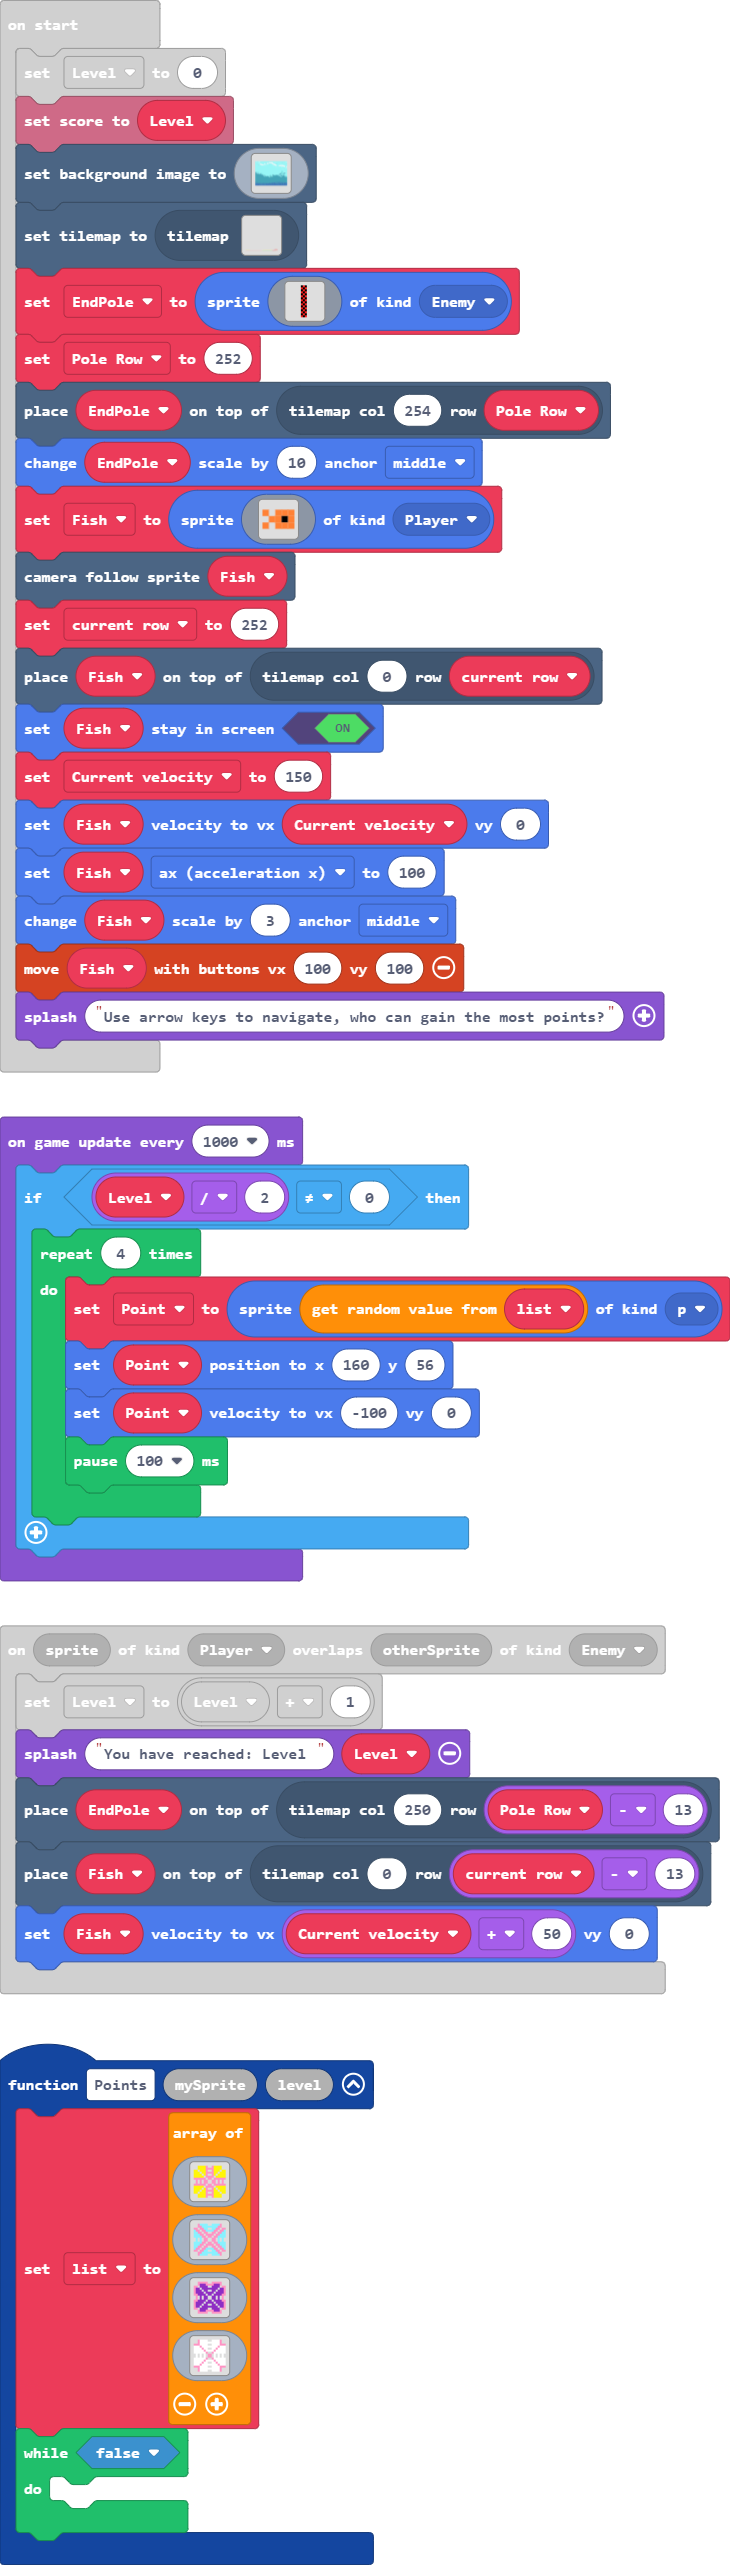 on start
set Level to 0
set score to Level
set background image to
set tilemap to tilemap
set EndPole to sprite of kind Enemy
set Pole Row to 252
place EndPole on top of tilemap col 254 row Pole Row
change EndPole scale by 10 anchor middle
set Fish to sprite of kind Player
camera follow sprite Fish
set current row to 252
place Fish on top of tilemap col 0 row current row
set Fish stay in screen ON
set Current velocity to 150
set Fish velocity to vx Current velocity vy 0
set Fish ax (acceleration x) to 100
change Fish scale by 3 anchor middle
move Fish with buttons vx 100 vy 100
splash "Use arrow keys to navigate, who can gain the most points?"
on game update every 1000 ms
if Level / 2 ≠ 0 then
repeat 4 times
do
set Point to sprite get random value from list of kind p
set Point position to x 160 y 56
set Point velocity to vx -100 vy 0
pause 100 ms
on sprite of kind Player overlaps otherSprite of kind Enemy
set Level to Level + 1
splash "You have reached: Level " Level
place EndPole on top of tilemap col 250 row Pole Row - 13
place Fish on top of tilemap col 0 row current row - 13
set Fish velocity to vx Current velocity + 50 vy 0
function Points mySprite level
array of
set list to
while false
do